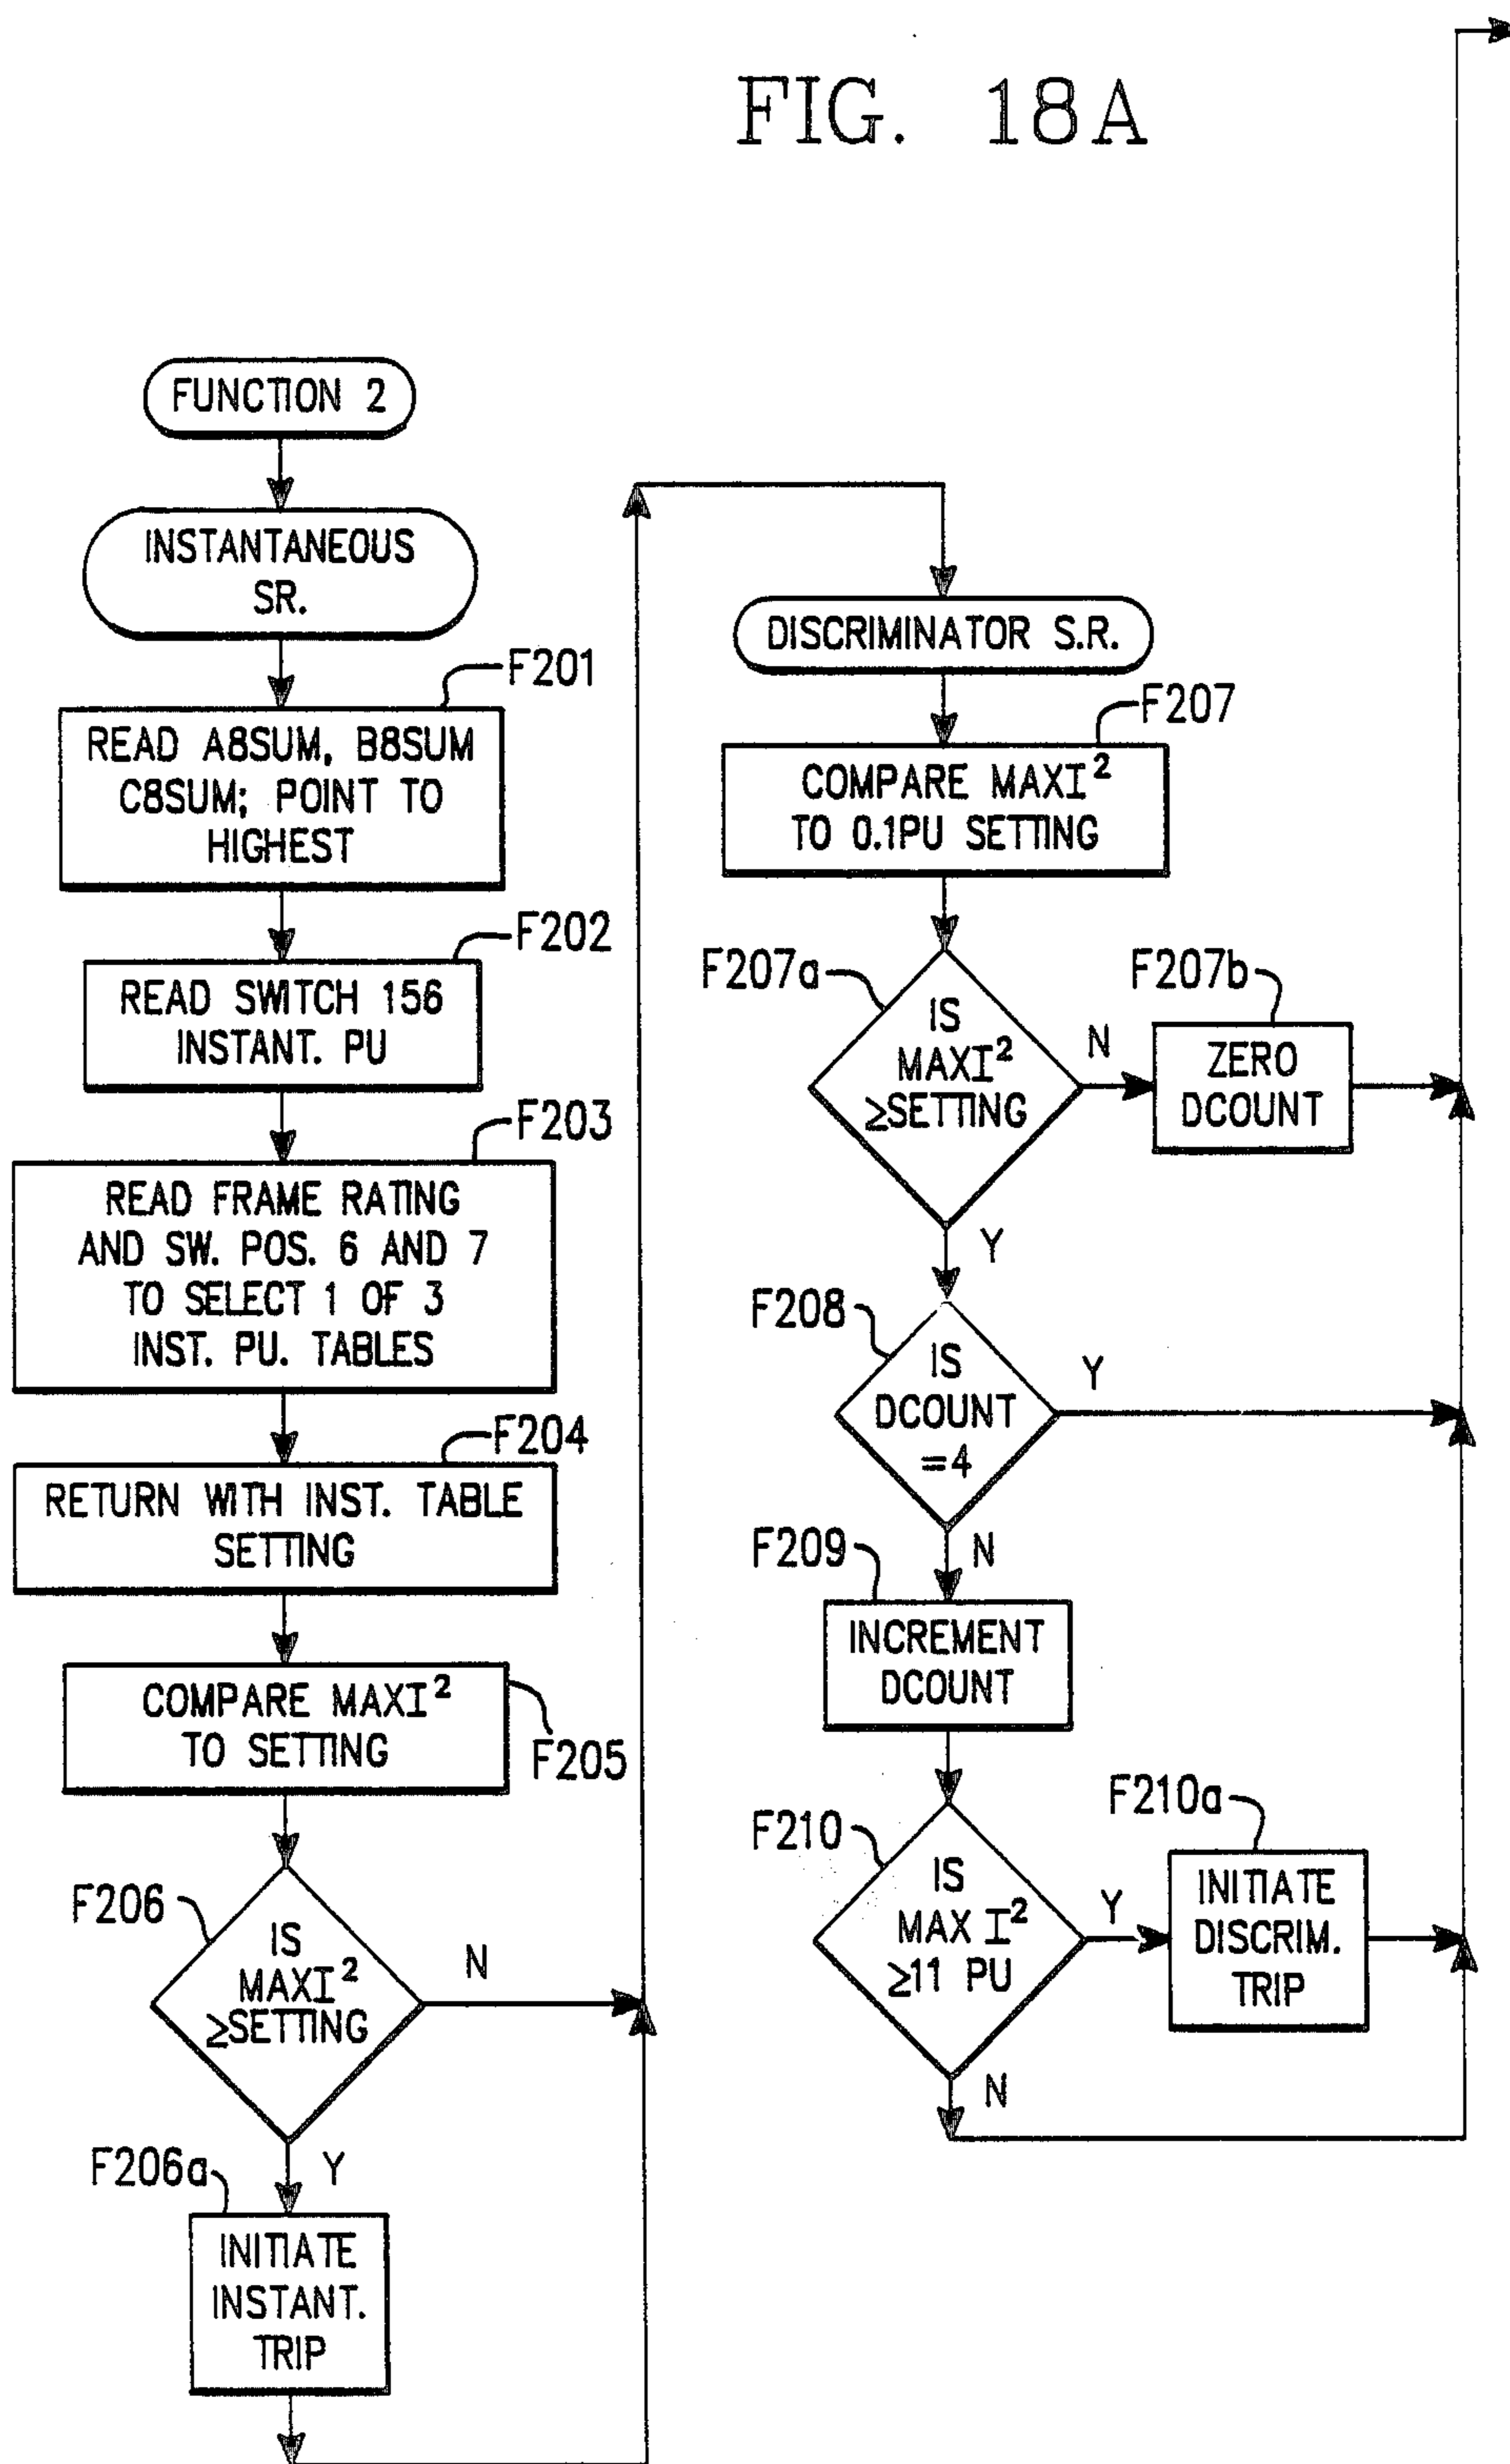 FIG. 18A
FUNCTION 2
INSTANTANEOUS
SR.
F201
READ A8SUM, B8SUM
C8SUM; POINT TO
HIGHEST
F202
READ SWITCH 156
INSTANT. PU
F203
READ FRAME RATING
AND SW. POS. 6 AND 7
TO SELECT 1 OF 3
INST. PU. TABLES
F204
RETURN WITH INST. TABLE
SETTING
COMPARE MAXI²
TO SETTING
F205
F206
IS
MAXI²
≥SETTING
N
Y
F206a
INITIATE
INSTANT.
TRIP
DISCRIMINATOR S.R.
F207
COMPARE MAXI²
TO 0.1PU SETTING
F207a
IS
MAXI²
≥SETTING
N
F207b
ZERO
DCOUNT
Y
F208
IS
DCOUNT
=4
Y
N
F209
INCREMENT
DCOUNT
F210
IS
MAX I²
≥11 PU
Y
F210a
INITIATE
DISCRIM.
TRIP
N